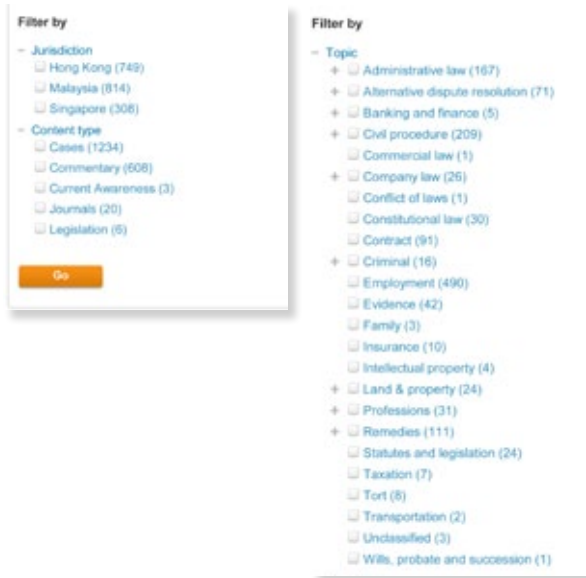 Filter by
Jurisdiction
Hong Kong (749)
Malaysia (814)
Singapore (308)
Content type
Cases (1234)
Commentary (608)
Current Awareness (3)
Journals (20)
Legislation (6)
Go
Filter by
Topic
Administrative law (167)
Alternative dispute resolution (71)
Banking and finance (5)
Civil procedure (209)
Commercial law (1)
Company law (26)
Conflict of laws (1)
Constitutional law (30)
Contract (91)
Criminal (16)
Employment (490)
Evidence (42)
Family (3)
Insurance (10)
Intellectual property (4)
Land & property (24)
Professions (31)
Remedies (111)
Statutes and legislation (24)
Taxation (7)
Tort (8)
Transportation (2)
Unclassified (3)
Wills, probate and succession (1)